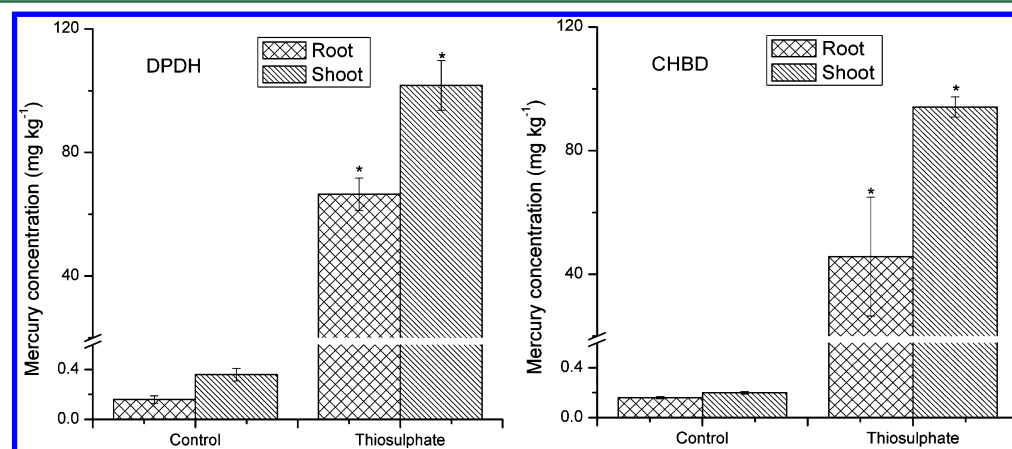 120
80
40
0.4
0.0
Mercury concentration (mg kg⁻¹)
DPDH
Root
Shoot
*
*
Control
Thiosulphate
120
80
40
0.4
0.0
Mercury concentration (mg kg⁻¹)
CHBD
Root
Shoot
*
*
Control
Thiosulphate